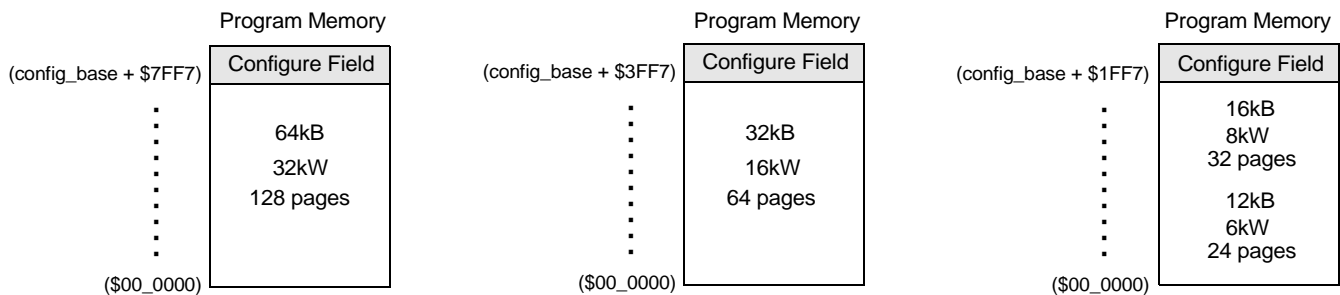 Program Memory
Configure Field
(config_base + $7FF7)
64kB
32kW
128 pages
($00_0000)
Program Memory
Configure Field
(config_base + $3FF7)
32kB
16kW
64 pages
($00_0000)
Program Memory
Configure Field
(config_base + $1FF7)
16kB
8kW
32 pages
12kB
6kW
24 pages
($00_0000)